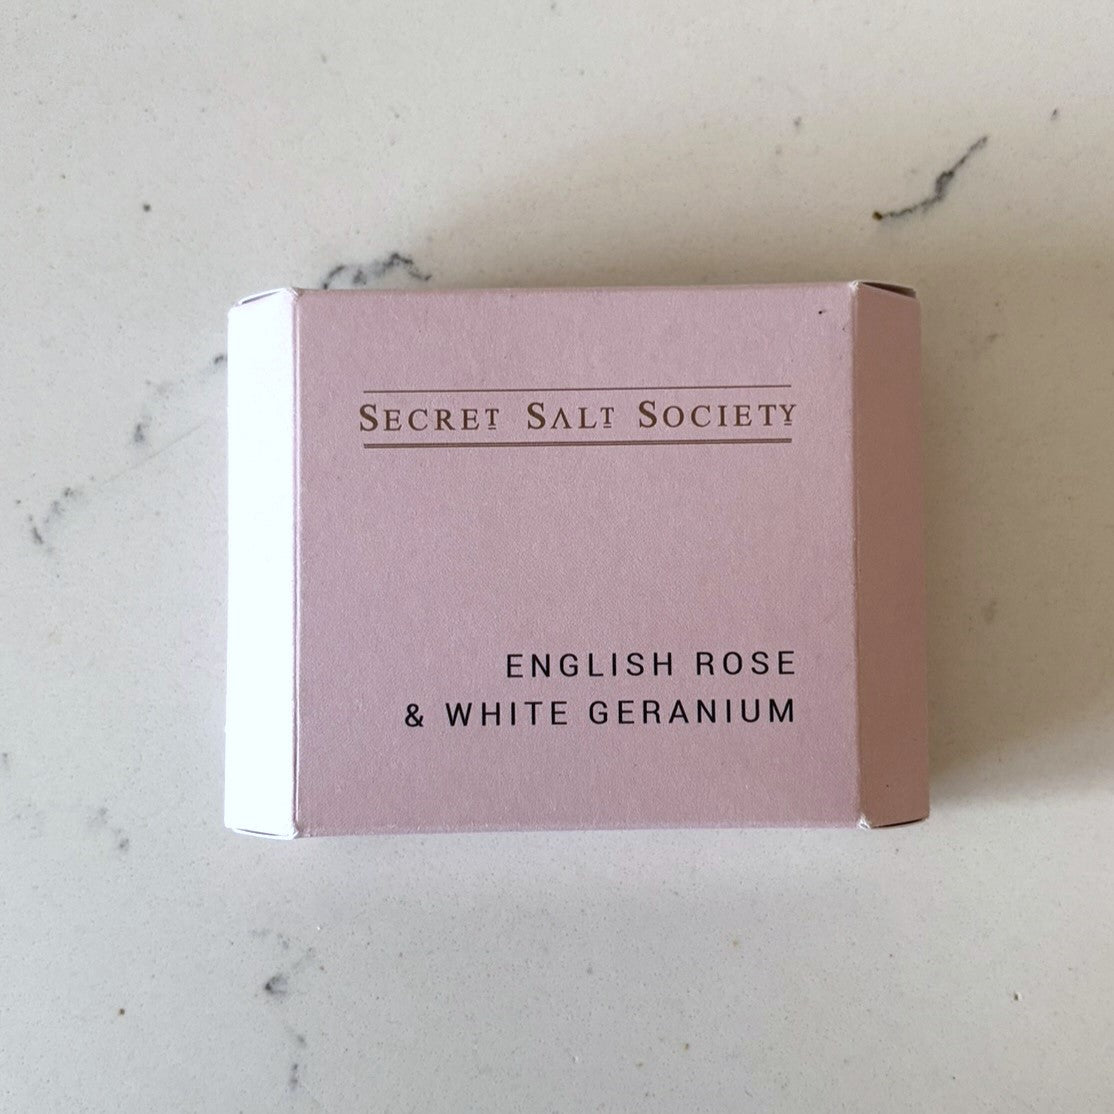 SECRET SALT SOCIETY
ENGLISH ROSE
& WHITE GERANIUM